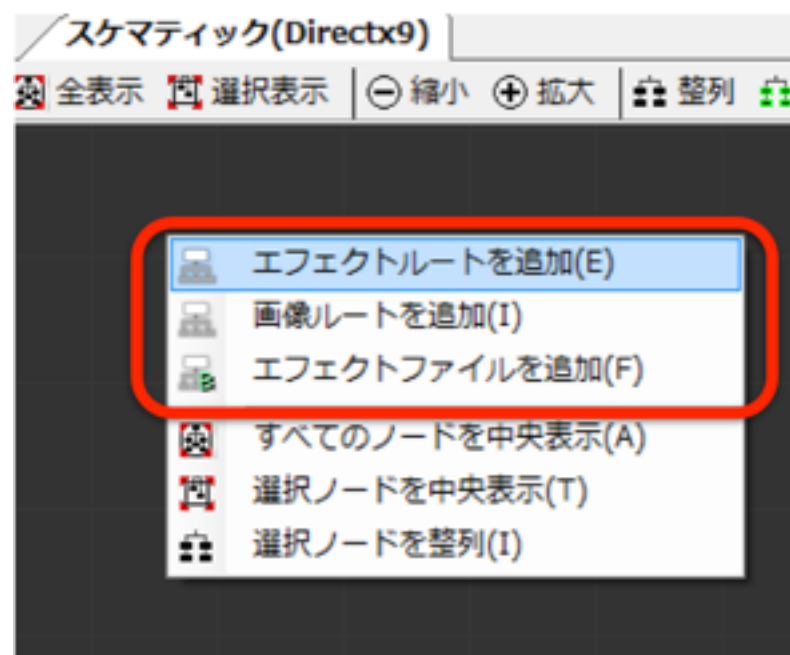 スケマティック(Directx9)
全表示 選択表示 縮小 拡大 整列
エフェクトルートを追加(E)
画像ルートを追加(I)
エフェクトファイルを追加(F)
すべてのノードを中央表示(A)
選択ノードを中央表示(T)
選択ノードを整列(I)